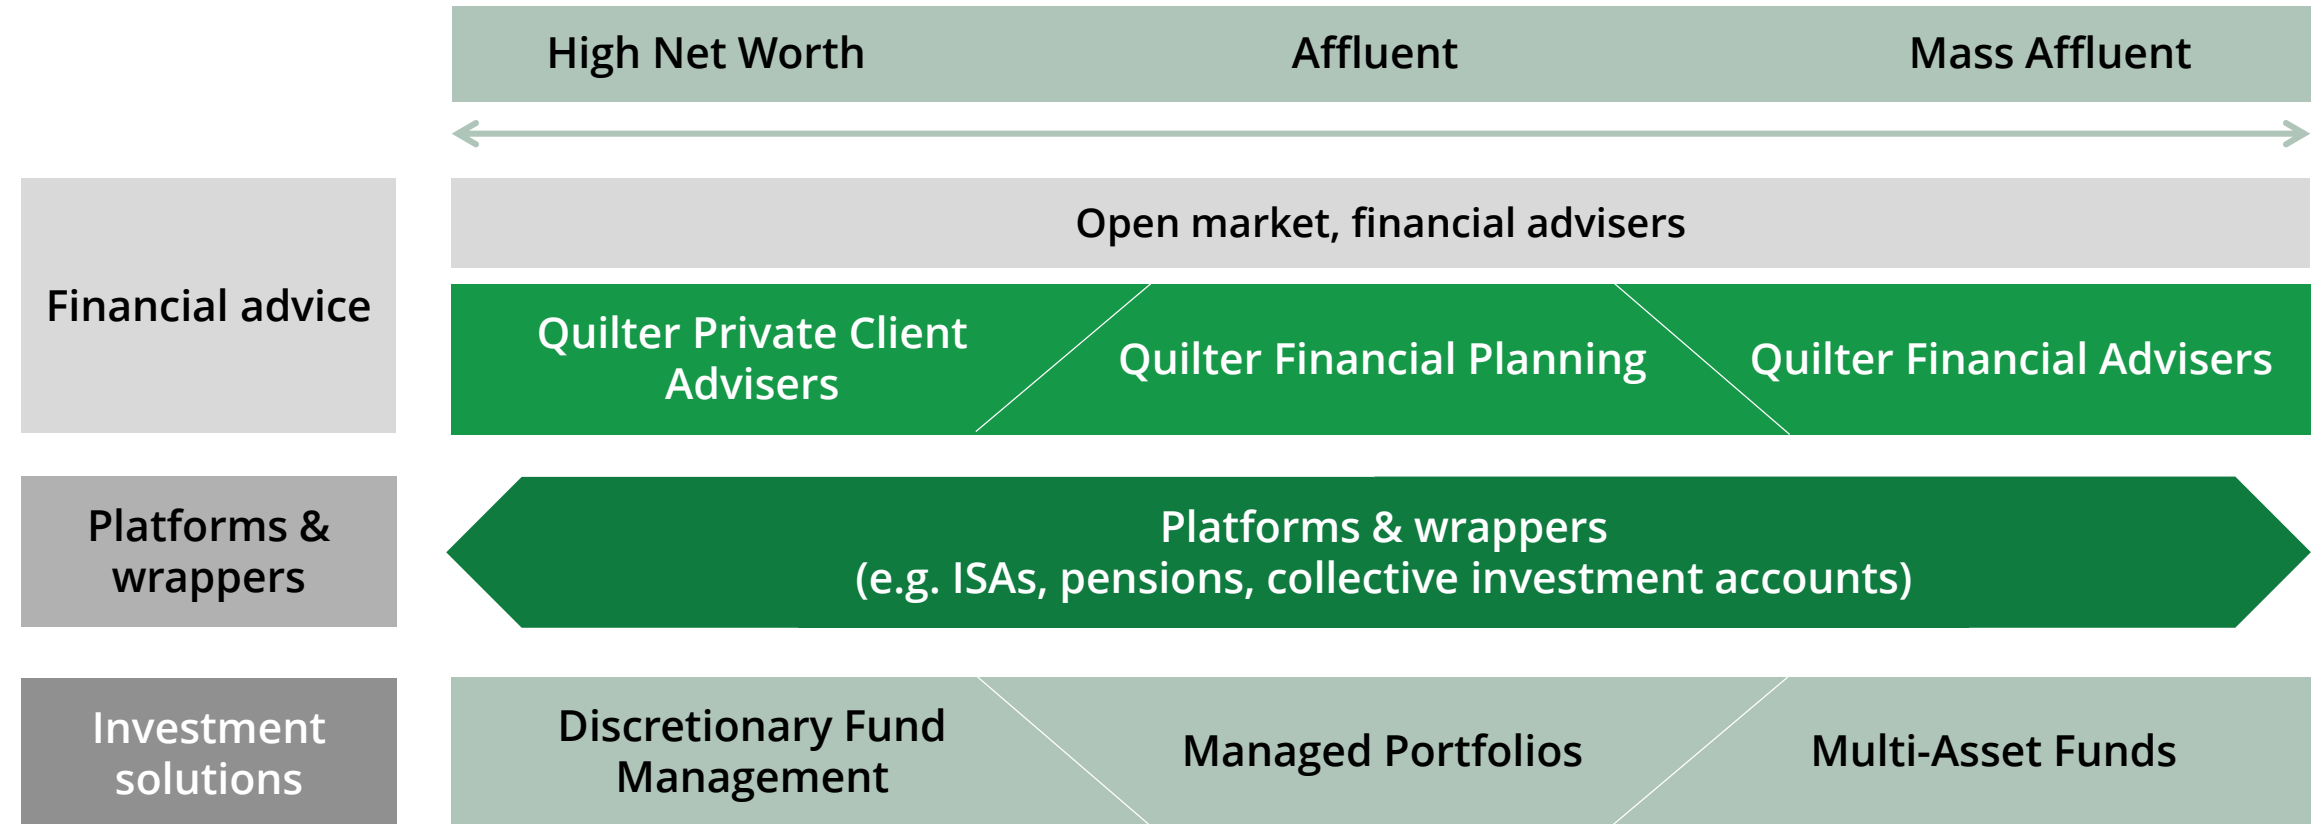 High Net Worth
Affluent
Mass Affluent
Financial advice
Open market, financial advisers
Quilter Private Client
Advisers
Quilter Financial Planning
Quilter Financial Advisers
Platforms &
wrappers
Platforms & wrappers
(e.g. ISAs, pensions, collective investment accounts)
Investment
solutions
Discretionary Fund
Management
Managed Portfolios
Multi-Asset Funds